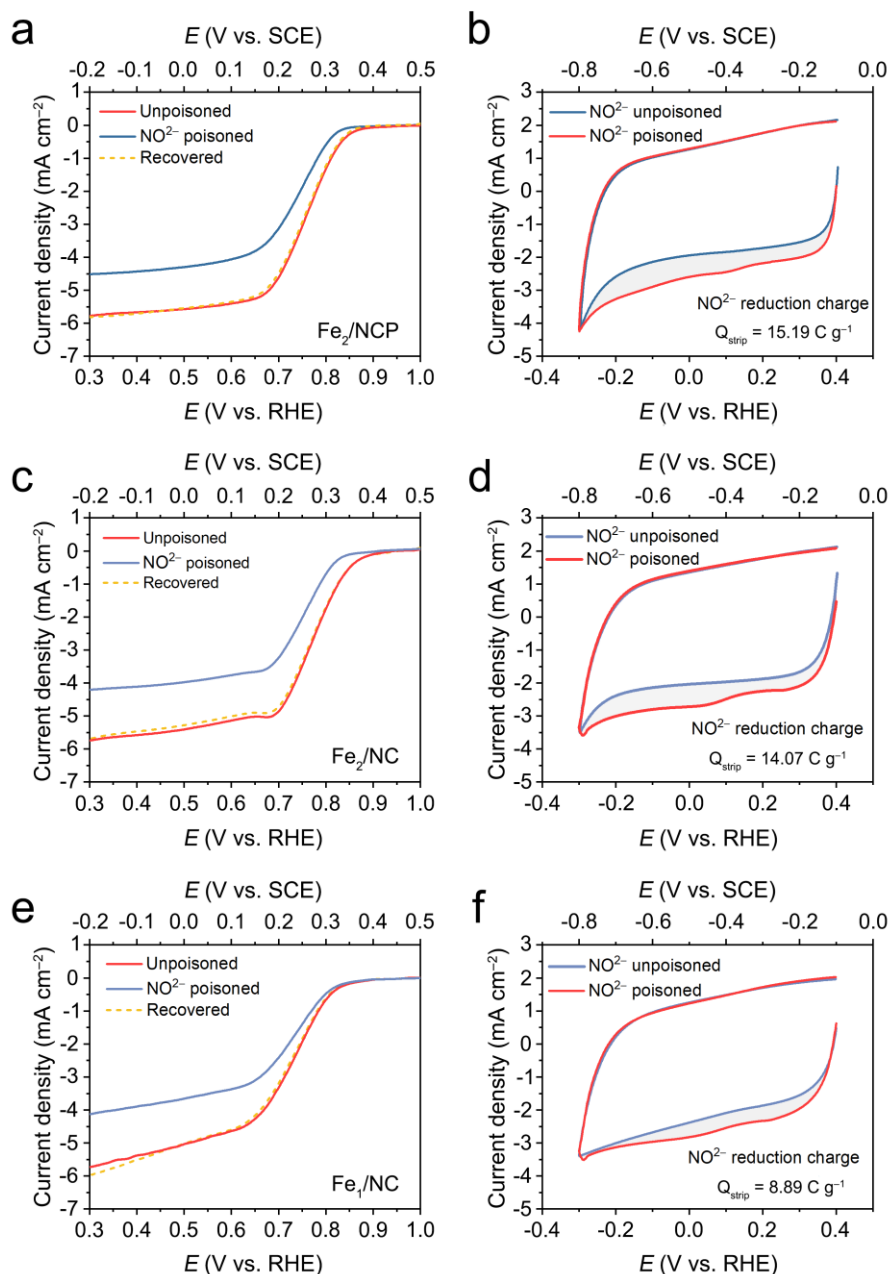 a
E (V vs. SCE)
-0.2 -0.1 0.0 0.1 0.2 0.3 0.4 0.5
Current density (mA cm⁻²)
1
0
-1
-2
-3
-4
-5
-6
-7
Unpoisoned
NO²⁻ poisoned
Recovered
Fe₂/NCP
0.3 0.4 0.5 0.6 0.7 0.8 0.9 1.0
E (V vs. RHE)
b
E (V vs. SCE)
-0.8 -0.6 -0.4 -0.2 0.0
Current density (mA cm⁻²)
3
2
1
0
-1
-2
-3
-4
-5
NO²⁻ unpoisoned
NO²⁻ poisoned
NO²⁻ reduction charge
Qstrip = 15.19 C g⁻¹
-0.4 -0.2 0.0 0.2 0.4
E (V vs. RHE)
c
E (V vs. SCE)
-0.2 -0.1 0.0 0.1 0.2 0.3 0.4 0.5
Current density (mA cm⁻²)
1
0
-1
-2
-3
-4
-5
-6
-7
Unpoisoned
NO²⁻ poisoned
Recovered
Fe₂/NC
0.3 0.4 0.5 0.6 0.7 0.8 0.9 1.0
E (V vs. RHE)
d
E (V vs. SCE)
-0.8 -0.6 -0.4 -0.2 0.0
Current density (mA cm⁻²)
3
2
1
0
-1
-2
-3
-4
-5
NO²⁻ unpoisoned
NO²⁻ poisoned
NO²⁻ reduction charge
Qstrip = 14.07 C g⁻¹
-0.4 -0.2 0.0 0.2 0.4
E (V vs. RHE)
e
E (V vs. SCE)
-0.2 -0.1 0.0 0.1 0.2 0.3 0.4 0.5
Current density (mA cm⁻²)
1
0
-1
-2
-3
-4
-5
-6
-7
Unpoisoned
NO²⁻ poisoned
Recovered
Fe₁/NC
0.3 0.4 0.5 0.6 0.7 0.8 0.9 1.0
E (V vs. RHE)
f
E (V vs. SCE)
-0.8 -0.6 -0.4 -0.2 0.0
Current density (mA cm⁻²)
3
2
1
0
-1
-2
-3
-4
-5
NO²⁻ unpoisoned
NO²⁻ poisoned
NO²⁻ reduction charge
Qstrip = 8.89 C g⁻¹
-0.4 -0.2 0.0 0.2 0.4
E (V vs. RHE)